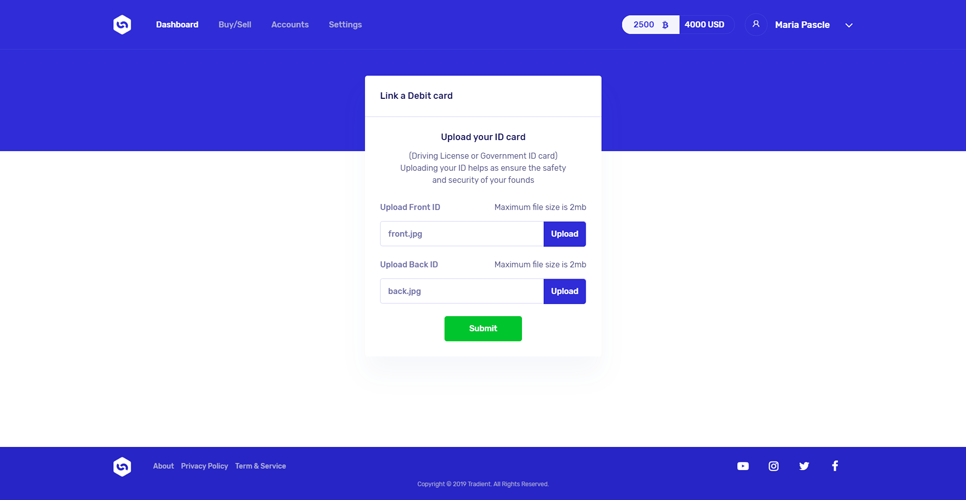 Dashboard Buy/Sell Accounts Settings 2500 4000 USD Maria Pascle
Link a Debit card
Upload your ID card
(Driving License or Government ID card)
Uploading your ID helps as ensure the safety
and security of your founds
Upload Front ID Maximum file size is 2mb
front.jpg Upload
Upload Back ID Maximum file size is 2mb
back.jpg Upload
Submit
About Privacy Policy Term & Service
Copyright © 2019 Tradient. All Rights Reserved.